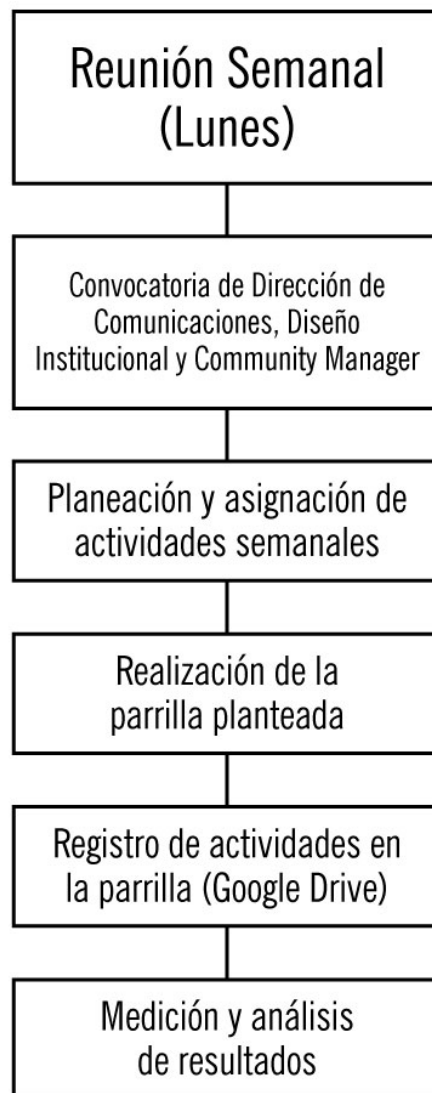 Reunión Semanal
(Lunes)
Convocatoria de Dirección de
Comunicaciones, Diseño
Institucional y Community Manager
Planeación y asignación de
actividades semanales
Realización de la
parrilla planteada
Registro de actividades en
la parrilla (Google Drive)
Medición y análisis
de resultados